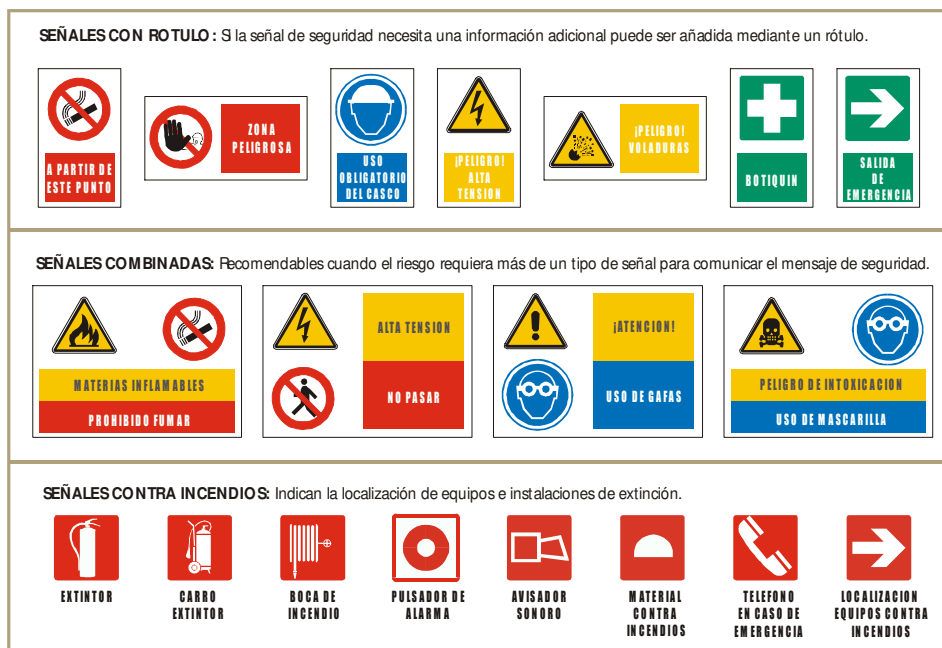 SEÑALES CON ROTULO: Si la señal de seguridad necesita una información adicional puede ser añadida mediante un rótulo.
A PARTIR DE
ESTE PUNTO
ZONA
PELIGROSA
USO
OBLIGATORIO
DEL CASCO
¡PELIGRO!
ALTA
TENSION
¡PELIGRO!
VOLADURAS
BOTIQUIN
SALIDA
DE
EMERGENCIA
SEÑALES COMBINADAS: Recomendables cuando el riesgo requiera más de un tipo de señal para comunicar el mensaje de seguridad.
MATERIAS INFLAMABLES
PROHIBIDO FUMAR
ALTA TENSION
NO PASAR
¡ATENCION!
USO DE GAFAS
PELIGRO DE INTOXICACION
USO DE MASCARILLA
SEÑALES CONTRA INCENDIOS: Indican la localización de equipos e instalaciones de extinción.
EXTINTOR
CARRO
EXTINTOR
BOCA DE
INCENDIO
PULSADOR DE
ALARMA
AVISADOR
SONORO
MATERIAL
CONTRA
INCENDIOS
TELEFONO
EN CASO DE
EMERGENCIA
LOCALIZACION
EQUIPOS CONTRA
INCENDIOS